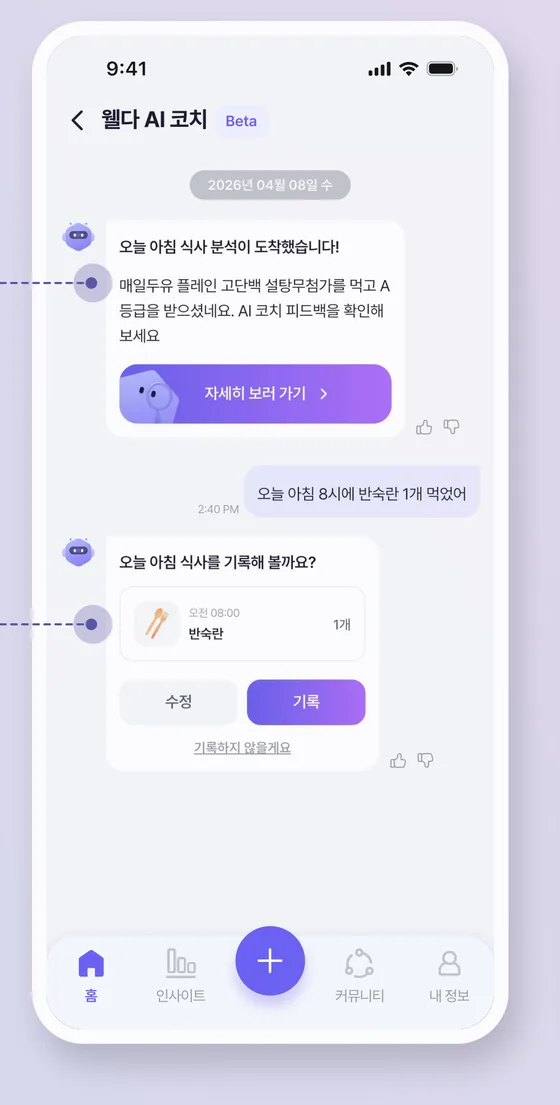 9:41
웰다 AI 코치 Beta
2026년 04월 08일 수
오늘 아침 식사 분석이 도착했습니다!
매일두유 플레인 고단백 설탕무첨가를 먹고 A
등급을 받으셨네요. AI 코치 피드백을 확인해
보세요
자세히 보러 가기
오늘 아침 8시에 반숙란 1개 먹었어
2:40 PM
오늘 아침 식사를 기록해 볼까요?
오전 08:00
반숙란
1개
수정
기록
기록하지 않을게요
홈
인사이트
커뮤니티
내 정보